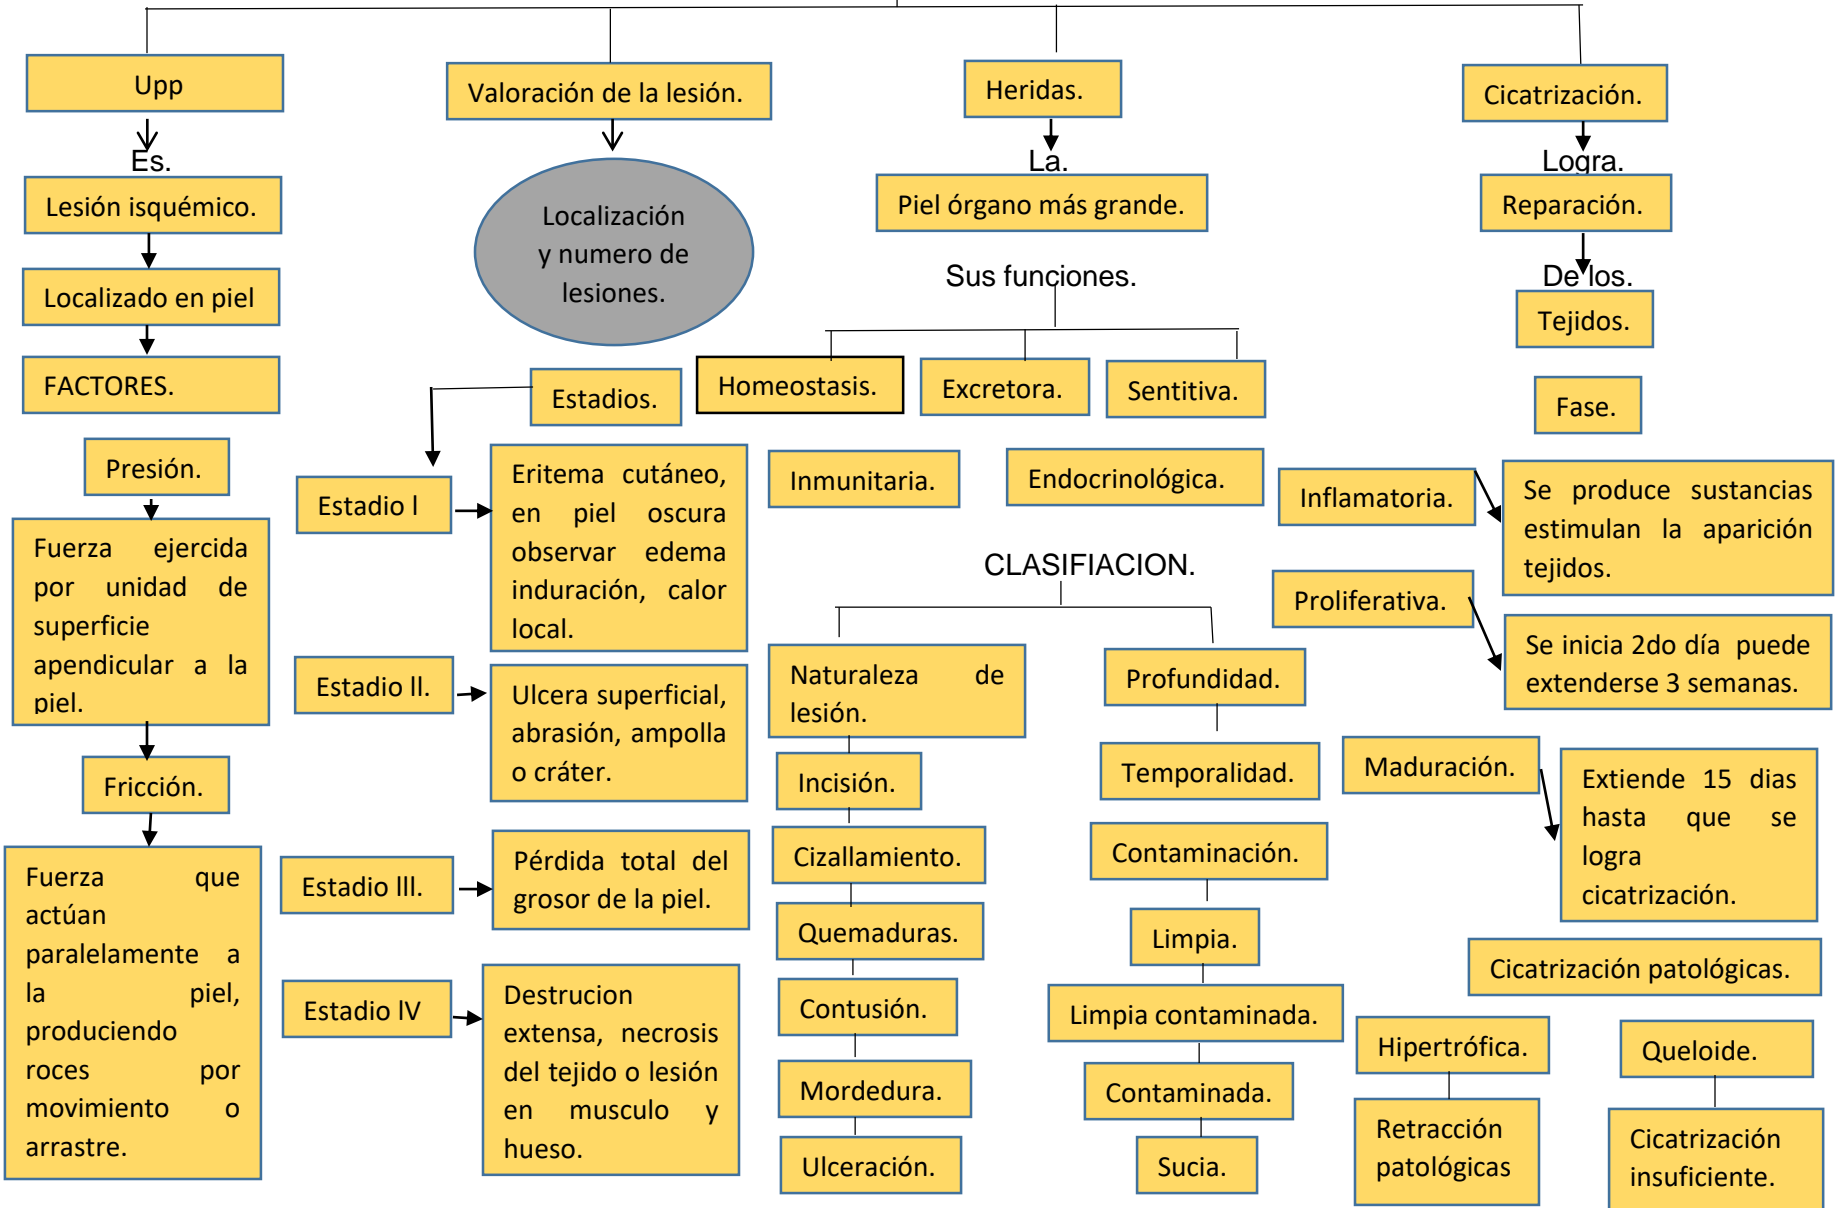 Upp
Es.
Lesión isquémico.
Localizado en piel
FACTORES.
Presión.
Fuerza ejercida
por unidad de
superficie
apendicular a la
piel.
Fricción.
Fuerza que
actúan
paralelamente a
la piel,
produciendo
roces por
movimiento o
arrastre.
Valoración de la lesión.
Localización
y numero de
lesiones.
Estadios.
Estadio l
Eritema cutáneo,
en piel oscura
observar edema
induración, calor
local.
Estadio ll.
Ulcera superficial,
abrasión, ampolla
o cráter.
Estadio lll.
Pérdida total del
grosor de la piel.
Estadio lV
Destrucion
extensa, necrosis
del tejido o lesión
en musculo y
hueso.
Heridas.
La.
Piel órgano más grande.
Sus funciones.
Homeostasis.
Excretora.
Sentitiva.
Inmunitaria.
Endocrinológica.
CLASIFIACION.
Naturaleza de
lesión.
Incisión.
Cizallamiento.
Quemaduras.
Contusión.
Mordedura.
Ulceración.
Profundidad.
Temporalidad.
Contaminación.
Limpia.
Limpia contaminada.
Contaminada.
Sucia.
Cicatrización.
Logra.
Reparación.
De los.
Tejidos.
Fase.
Inflamatoria.
Se produce sustancias
estimulan la aparición
tejidos.
Proliferativa.
Se inicia 2do día puede
extenderse 3 semanas.
Maduración.
Extiende 15 dias
hasta que se
logra
cicatrización.
Cicatrización patológicas.
Hipertrófica.
Retracción
patológicas
Queloide.
Cicatrización
insuficiente.